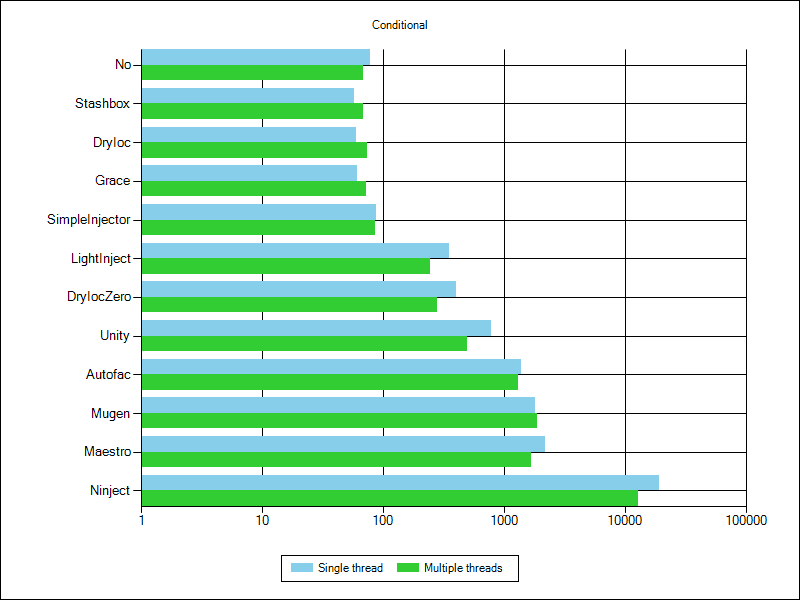 Conditional
No
Stashbox
DryIoc
Grace
SimpleInjector
LightInject
DryIocZero
Unity
Autofac
Mugen
Maestro
Ninject
1 10 100 1000 10000 100000
Single thread Multiple threads